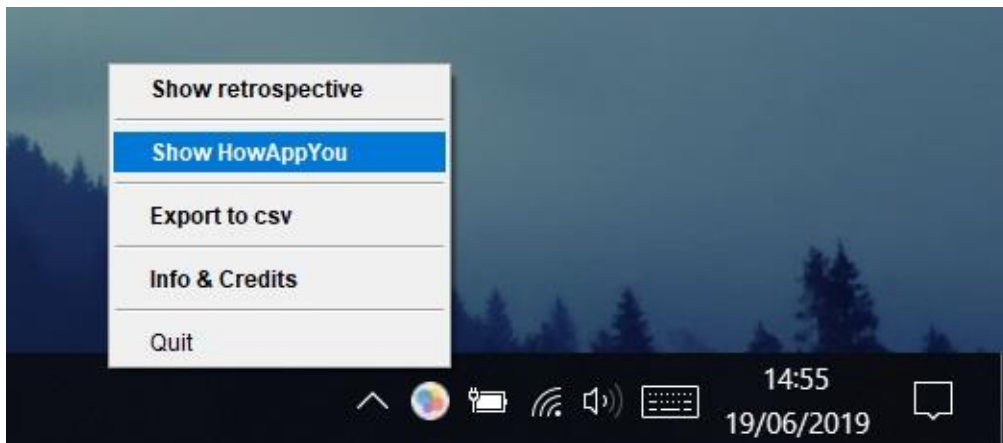 Show retrospective
Show HowAppYou
Export to csv
Info & Credits
Quit
14:55
19/06/2019